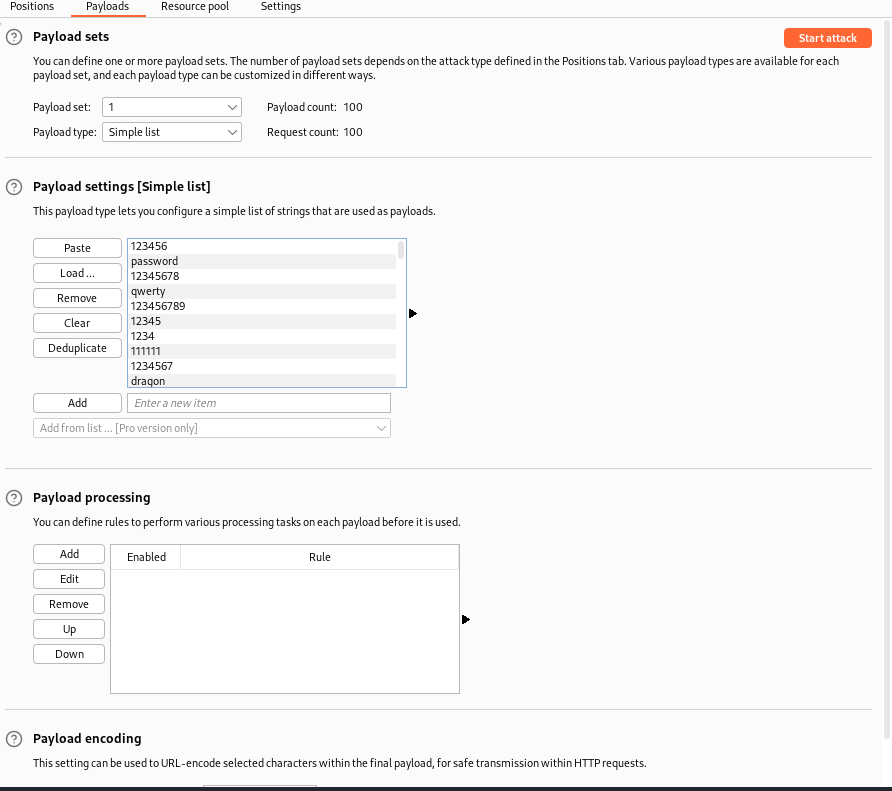 Positions Payloads Resource pool Settings
Payload sets
Start attack
You can define one or more payload sets. The number of payload sets depends on the attack type defined in the Positions tab. Various payload types are available for each
payload set, and each payload type can be customized in different ways.
Payload set: 1 Payload count: 100
Payload type: Simple list Request count: 100
Payload settings [Simple list]
This payload type lets you configure a simple list of strings that are used as payloads.
Paste
Load ...
Remove
Clear
Deduplicate
123456
password
12345678
qwerty
123456789
12345
1234
111111
1234567
dragon
Add Enter a new item
Add from list ... [Pro version only]
Payload processing
You can define rules to perform various processing tasks on each payload before it is used.
Add
Edit
Remove
Up
Down
Enabled Rule
Payload encoding
This setting can be used to URL-encode selected characters within the final payload, for safe transmission within HTTP requests.